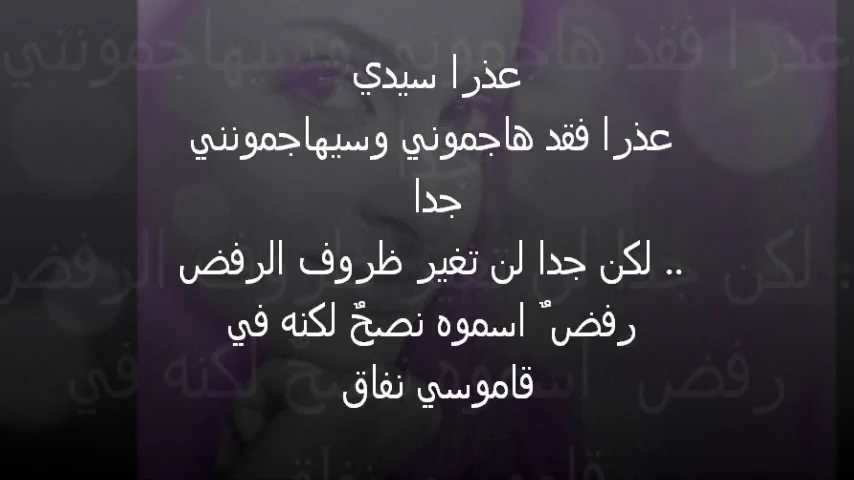 عذرا سيدي
عذرا فقد هاجموني وسيهاجمونني
جدا
.. لكن جدا لن تغير ظروف الرفض
رفضٌ اسموه نصحٌ لكنه في
قاموسي نفاق